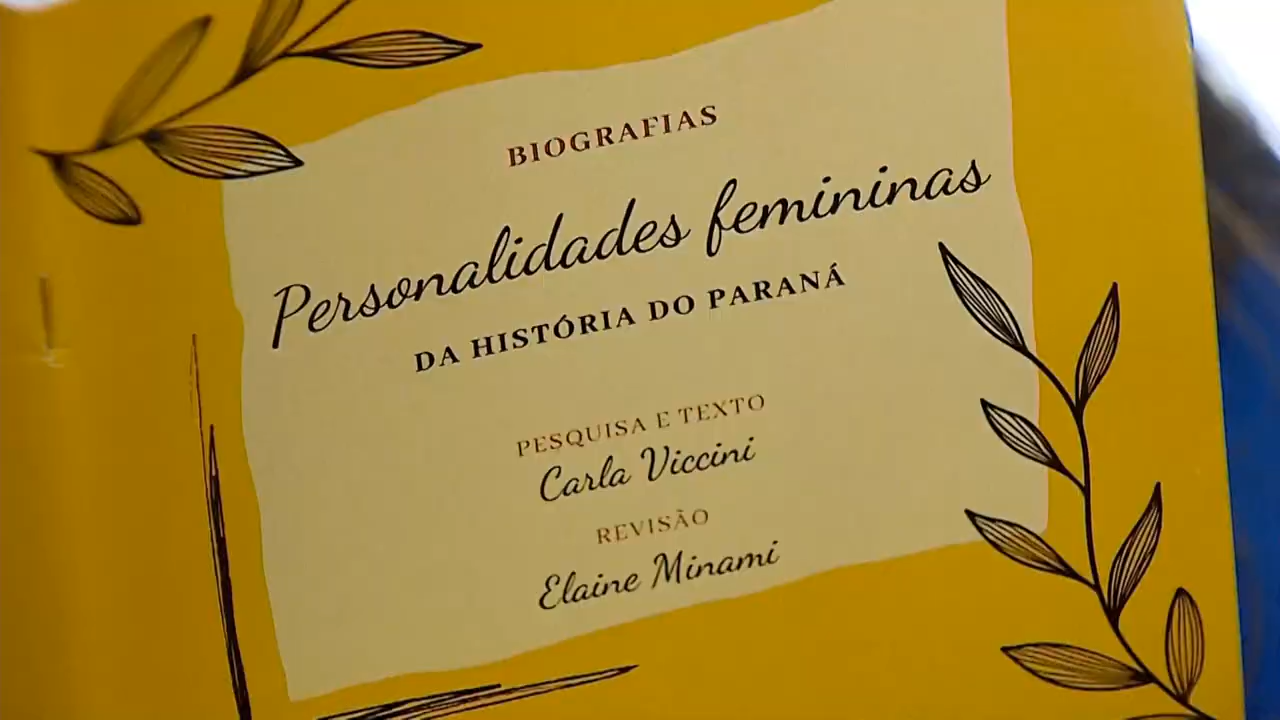 BIOGRAFIAS
Personalidades femininas
DA HISTÓRIA DO PARANÁ
PESQUISA E TEXTO
Carla Viccini
REVISÃO
Elaine Minami